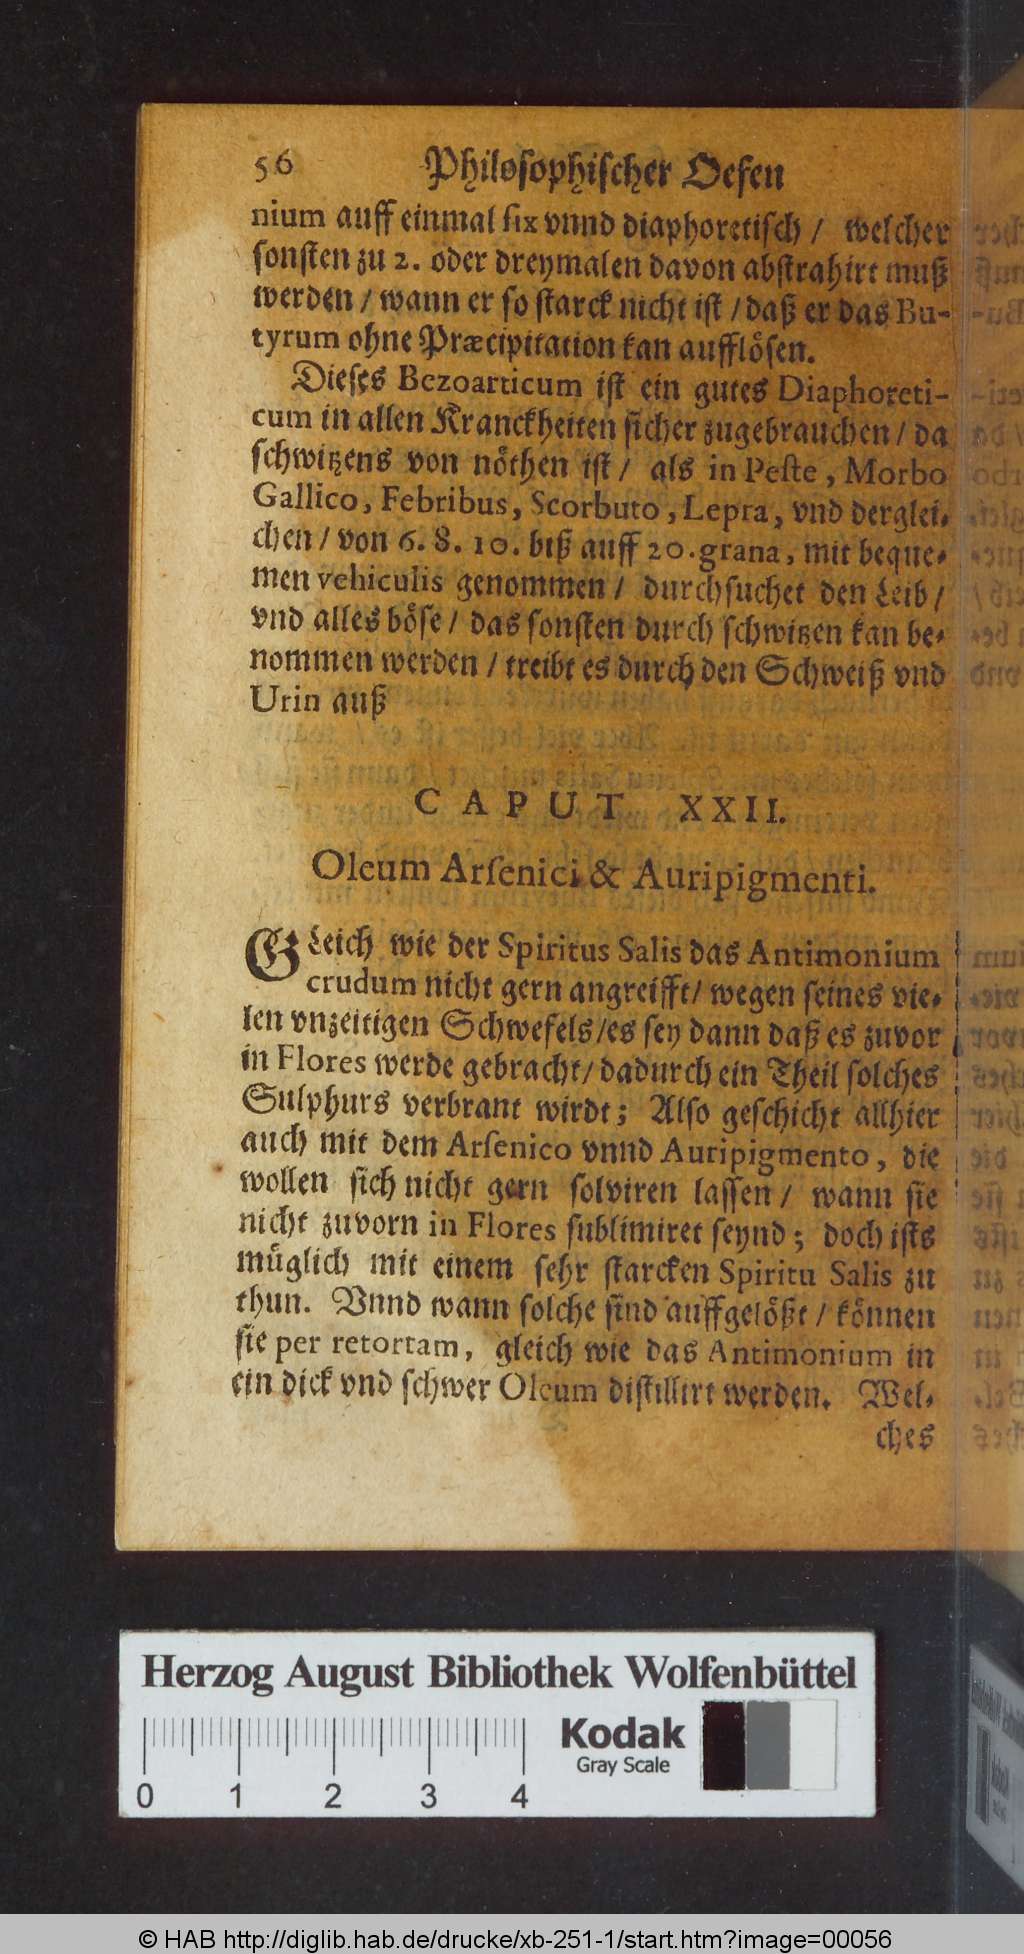 56 Philosophischer Oefen
nium auff einmal fix vnnd diaphoretisch / welcher
sonsten zu 2. oder dreymalen davon abstrahirt muß
werden / wann er so starck nicht ist / daß er das Bu-
tyrum ohne Præcipitation kan aufflösen.
Dieses Bezoarticum ist ein gutes Diaphoreti-
cum in allen Kranckheiten sicher zugebrauchen / da
schwitzens von nöthen ist / als in Peste, Morbo
Gallico, Febribus, Scorbuto, Lepra, vnd derglei-
chen / von 6. 8. 10. biß auff 20. grana, mit beque-
men vehiculis genommen / durchsuchet den Leib /
vnd alles böse / das sonsten durch schwitzen kan be-
nommen werden / treibt es durch den Schweiß vnd
Urin auß
CAPUT XXII.
Oleum Arsenici & Auripigmenti.
GLeich wie der Spiritus Salis das Antimonium
crudum nicht gern angreifft / wegen seines vie-
len vnzeitigen Schwefels / es sey dann daß es zuvor
in Flores werde gebracht / dadurch ein Theil solches
Sulphurs verbrant wirdt; Also geschicht allhier
auch mit dem Arsenico vnnd Auripigmento, die
wollen sich nicht gern solviren lassen / wann sie
nicht zuvorn in Flores sublimiret seynd; doch ists
müglich mit einem sehr starcken Spiritu Salis zu
thun. Vnnd wann solche sind auffgelößt / können
sie per retortam, gleich wie das Antimonium in
ein dick vnd schwer Oleum distillirt werden. Wel-
ches
Herzog August Bibliothek Wolfenbüttel
Kodak
Gray Scale
0 1 2 3 4
© HAB http://diglib.hab.de/drucke/xb-251-1/start.htm?image=00056